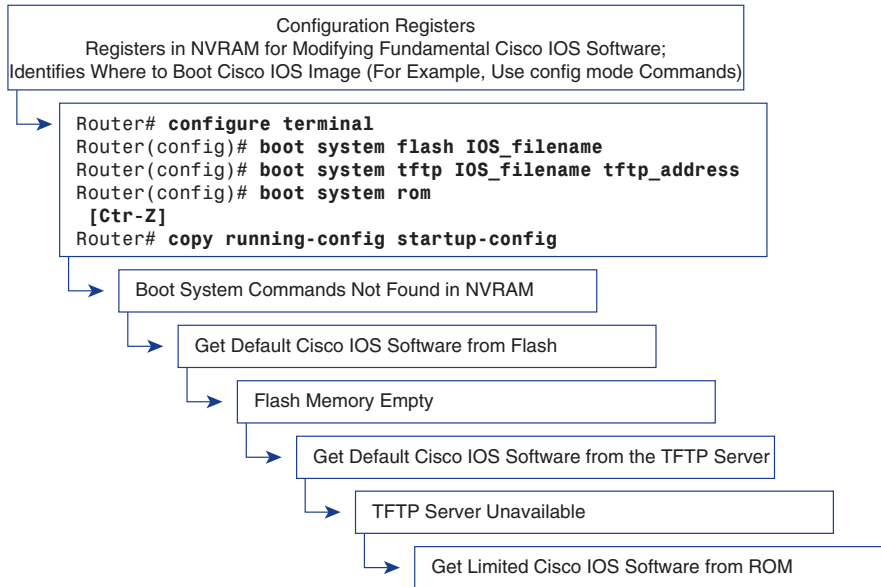 Configuration Registers
Registers in NVRAM for Modifying Fundamental Cisco IOS Software;
Identifies Where to Boot Cisco IOS Image (For Example, Use config mode Commands)
Router# configure terminal
Router(config)# boot system flash IOS_filename
Router(config)# boot system tftp IOS_filename tftp_address
Router(config)# boot system rom
[Ctr-Z]
Router# copy running-config startup-config
Boot System Commands Not Found in NVRAM
Get Default Cisco IOS Software from Flash
Flash Memory Empty
Get Default Cisco IOS Software from the TFTP Server
TFTP Server Unavailable
Get Limited Cisco IOS Software from ROM